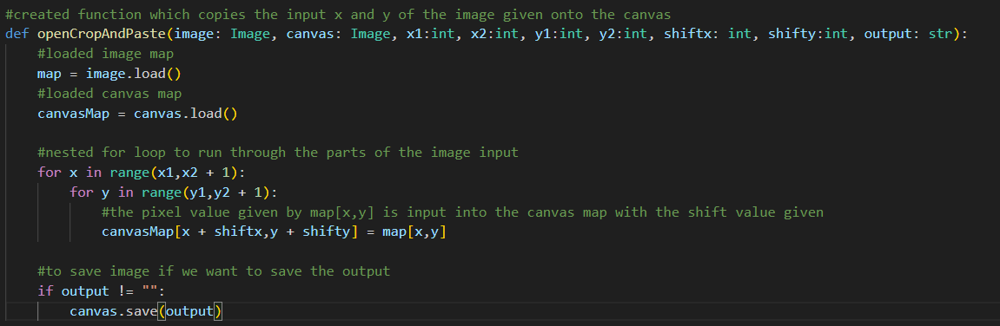 #created function which copies the input x and y of the image given onto the canvas
def openCropAndPaste(image: Image, canvas: Image, x1:int, x2:int, y1:int, y2:int, shiftx: int, shifty:int, output: str):
    #loaded image map
    map = image.load()
    #loaded canvas map
    canvasMap = canvas.load()
    #nested for loop to run through the parts of the image input
    for x in range(x1,x2 + 1):
        for y in range(y1,y2 + 1):
            #the pixel value given by map[x,y] is input into the canvas map with the shift value given
            canvasMap[x + shiftx,y + shifty] = map[x,y]
    #to save image if we want to save the output
    if output != "":
        canvas.save(output)